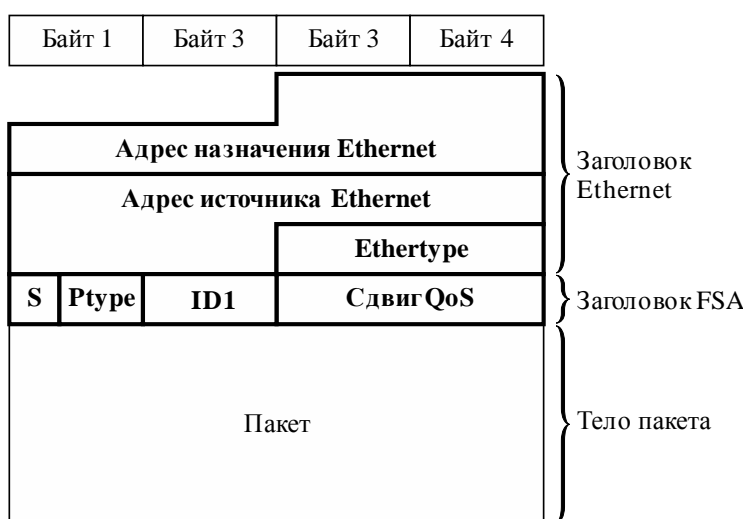 Байт 1 Байт 3 Байт 3 Байт 4
Адрес назначения Ethernet
Адрес источника Ethernet
Ethertype
Заголовок
Ethernet
S Ptype ID1 Сдвиг QoS
Заголовок FSA
Пакет
Тело пакета